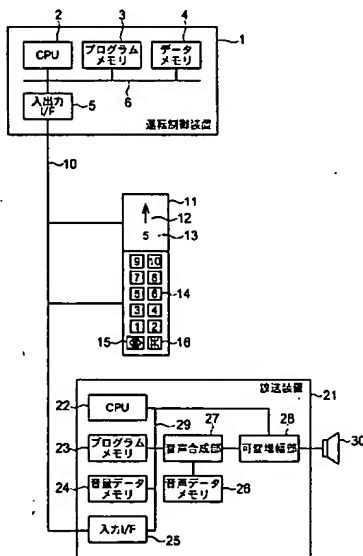 2
3
4
1
CPU
プログラム
メモリ
データ
メモリ
入出力
I/F
5
6
運転制御装置
10
11
12
5
13
9 10
7 8
5 6
14
3 4
1 2
15
16
放送装置
21
22
CPU
29
27
28
23
プログラム
メモリ
音声合成部
可変増幅部
30
24
音量データ
メモリ
音声データ
メモリ
26
入力I/F
25